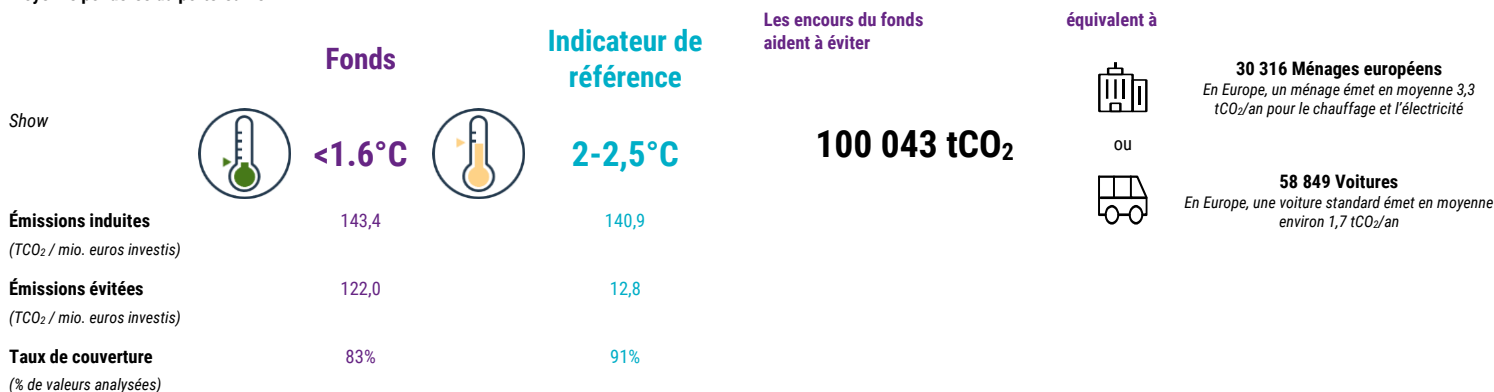 Les encours du fonds
aident à éviter
équivalent à
Fonds
Indicateur de
référence
Show
<1.6°C
2-2,5°C
100 043 tCO₂
30 316 Ménages européens
En Europe, un ménage émet en moyenne 3,3
tCO₂/an pour le chauffage et l'électricité
ou
58 849 Voitures
En Europe, une voiture standard émet en moyenne
environ 1,7 tCO₂/an
Émissions induites 143,4 140,9
(TCO₂ / mio. euros investis)
Émissions évitées 122,0 12,8
(TCO₂ / mio. euros investis)
Taux de couverture 83% 91%
(% de valeurs analysées)